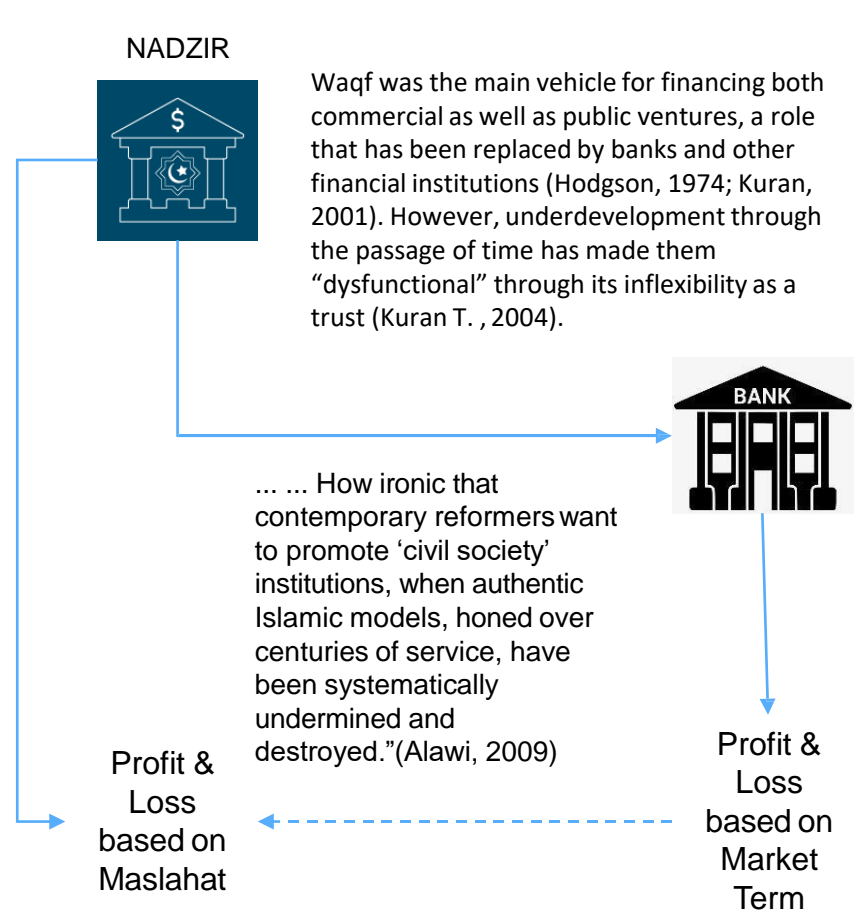 NADZIR
$
Waqf was the main vehicle for financing both
commercial as well as public ventures, a role
that has been replaced by banks and other
financial institutions (Hodgson, 1974; Kuran,
2001). However, underdevelopment through
the passage of time has made them
“dysfunctional” through its inflexibility as a
trust (Kuran T. , 2004).
BANK
... ... How ironic that
contemporary reformers want
to promote ‘civil society’
institutions, when authentic
Islamic models, honed over
centuries of service, have
been systematically
undermined and
destroyed.”(Alawi, 2009)
Profit &
Loss
based on
Maslahat
Profit &
Loss
based on
Market
Term